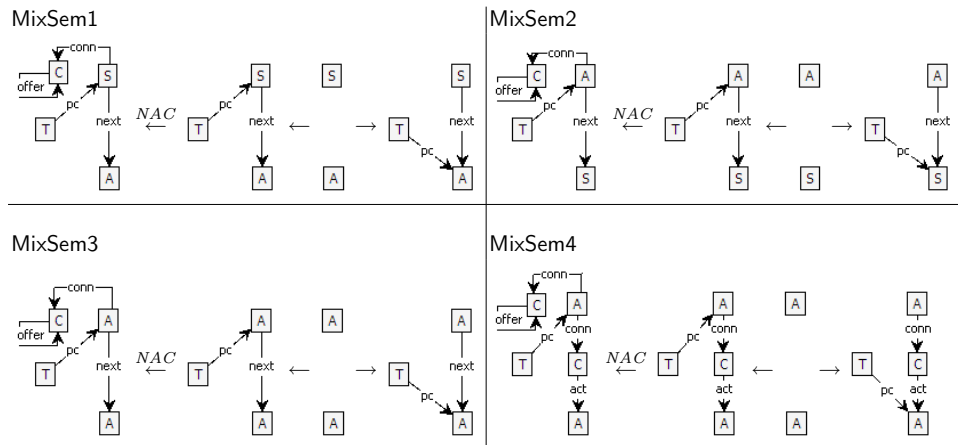 MixSem1
conn
C S S S S
offer
pc pc
NAC
next next next
T T T
pc
A A A A
MixSem2
conn
C A A A A
offer
pc pc
NAC
next next next
T T T
pc
S S S S
MixSem3
conn
C A A A A
offer
pc pc
NAC
next next next
T T T
pc
A A A A
MixSem4
conn
C A A A A
offer
conn conn conn
pc pc
NAC
T C T C T C
act act act
pc
A A A A